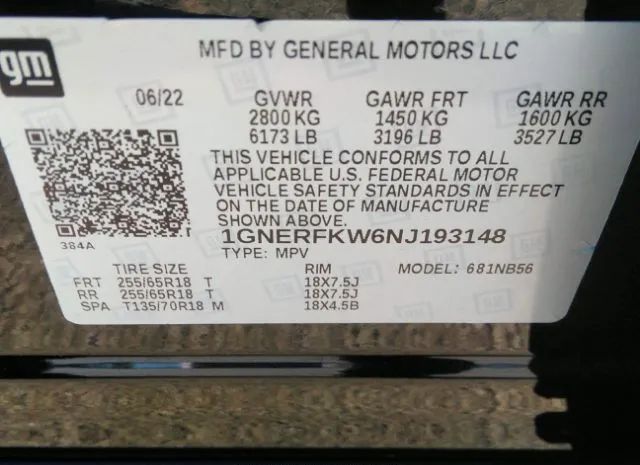 gm
MFD BY GENERAL MOTORS LLC
06/22 GVWR GAWR FRT GAWR RR
2800 KG 1450 KG 1600 KG
6173 LB 3196 LB 3527 LB
THIS VEHICLE CONFORMS TO ALL
APPLICABLE U.S. FEDERAL MOTOR
VEHICLE SAFETY STANDARDS IN EFFECT
ON THE DATE OF MANUFACTURE
SHOWN ABOVE.
384A
1GNERFKW6NJ193148
TYPE: MPV
TIRE SIZE RIM MODEL: 681NB56
FRT 255/65R18 T 18X7.5J
RR 255/65R18 T 18X7.5J
SPA T135/70R18 M 18X4.5B